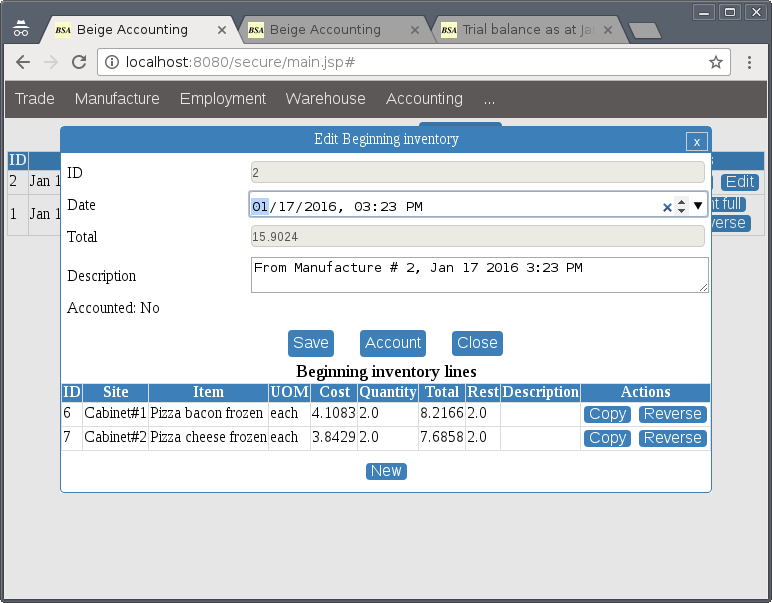 BSA Beige Accounting
BSA Beige Accounting
BSA Trial balance as at Ja
localhost:8080/secure/main.jsp#
Trade Manufacture Employment Warehouse Accounting ...
Edit Beginning inventory x
ID 2
Date 01/17/2016, 03:23 PM
Total 15.9024
Description From Manufacture # 2, Jan 17 2016 3:23 PM
Accounted: No
Save Account Close
Beginning inventory lines
ID Site Item UOM Cost Quantity Total Rest Description Actions
6 Cabinet#1 Pizza bacon frozen each 4.1083 2.0 8.2166 2.0 Copy Reverse
7 Cabinet#2 Pizza cheese frozen each 3.8429 2.0 7.6858 2.0 Copy Reverse
New
ID
2 Jan 1 Edit
1 Jan 1 full